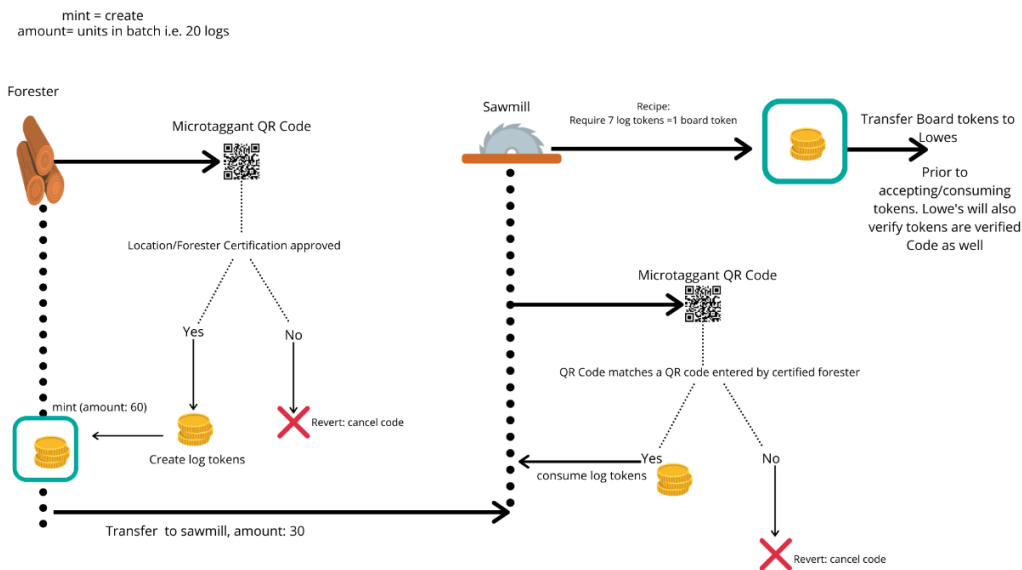 mint = create
amount= units in batch i.e. 20 logs
Forester
Microtaggant QR Code
Location/Forester Certification approved
Yes
No
mint (amount: 60)
Create log tokens
Revert: cancel code
Transfer to sawmill, amount: 30
Sawmill
Recipe:
Require 7 log tokens =1 board token
Transfer Board tokens to
Lowes
Prior to
accepting/consuming
tokens. Lowe's will also
verify tokens are verified
Code as well
Microtaggant QR Code
QR Code matches a QR code entered by certified forester
Yes
No
consume log tokens
Revert: cancel code